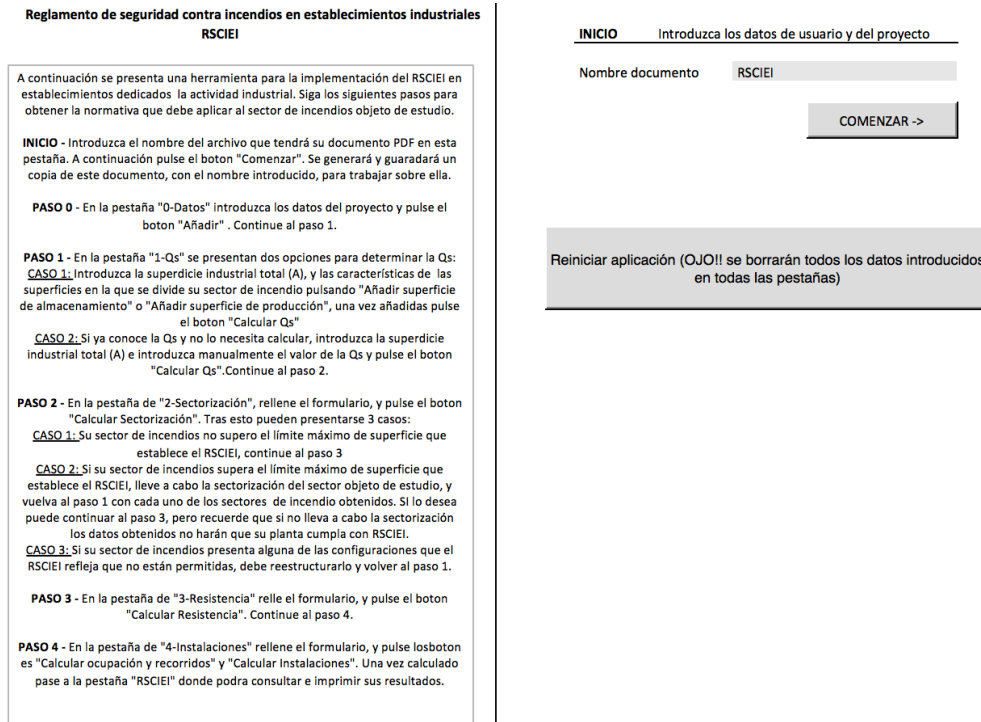 Reglamento de seguridad contra incendios en establecimientos industriales
RSCIEI
A continuación se presenta una herramienta para la implementación del RSCIEI en
establecimientos dedicados  la actividad industrial. Siga los siguientes pasos para
obtener la normativa que debe aplicar al sector de incendios objeto de estudio.
INICIO - Introduzca el nombre del archivo que tendrá su documento PDF en esta
pestaña. A continuación pulse el boton "Comenzar". Se generará y guaradará un
copia de este documento, con el nombre introducido, para trabajar sobre ella.
PASO 0 - En la pestaña "0-Datos" introduzca los datos del proyecto y pulse el
boton "Añadir" . Continue al paso 1.
PASO 1 - En la pestaña "1-Qs" se presentan dos opciones para determinar la Qs:
CASO 1: Introduzca la superdicie industrial total (A), y las características de  las
superficies en la que se divide su sector de incendio pulsando "Añadir superficie
de almacenamiento" o "Añadir superficie de producción", una vez añadidas pulse
el boton "Calcular Qs"
CASO 2: Si ya conoce la Qs y no lo necesita calcular, introduzca la superdicie
industrial total (A) e introduzca manualmente el valor de la Qs y pulse el boton
"Calcular Qs".Continue al paso 2.
PASO 2 - En la pestaña de "2-Sectorización", rellene el formulario, y pulse el boton
"Calcular Sectorización". Tras esto pueden presentarse 3 casos:
CASO 1: Su sector de incendios no supero el límite máximo de superficie que
establece el RSCIEI, continue al paso 3
CASO 2: Si su sector de incendios supera el límite máximo de superficie que
establece el RSCIEI, lleve a cabo la sectorización del sector objeto de estudio, y
vuelva al paso 1 con cada uno de los sectores  de incendio obtenidos. SI lo desea
puede continuar al paso 3, pero recuerde que si no lleva a cabo la sectorización
los datos obtenidos no harán que su planta cumpla con RSCIEI.
CASO 3: Si su sector de incendios presenta alguna de las configuraciones que el
RSCIEI refleja que no están permitidas, debe reestructurarlo y volver al paso 1.
PASO 3 - En la pestaña de "3-Resistencia" relle el formulario, y pulse el boton
"Calcular Resistencia". Continue al paso 4.
PASO 4 - En la pestaña de "4-Instalaciones" rellene el formulario, y pulse losboton
es "Calcular ocupación y recorridos" y "Calcular Instalaciones". Una vez calculado
pase a la pestaña "RSCIEI" donde podra consultar e imprimir sus resultados.
INICIO Introduzca los datos de usuario y del proyecto
Nombre documento RSCIEI
COMENZAR ->
Reiniciar aplicación (OJO!! se borrarán todos los datos introducidos
en todas las pestañas)